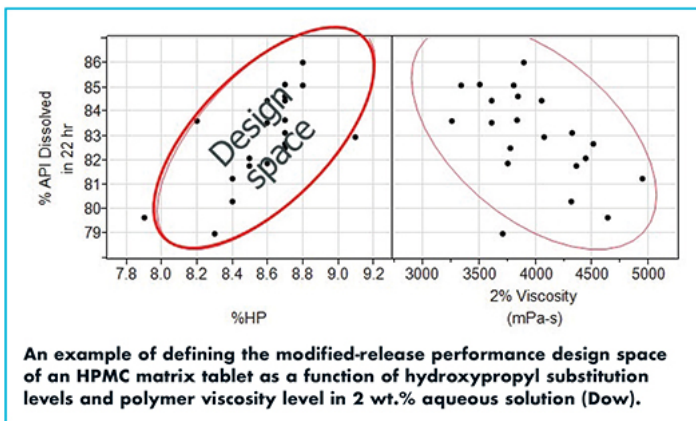 % API Dissolved
in 22 hr
86
85
84
83
82
81
80
79
Design
space
7.8 8.0 8.2 8.4 8.6 8.8 9.0 9.2
%HP
3000 3500 4000 4500 5000
2% Viscosity
(mPa-s)
An example of defining the modified-release performance design space
of an HPMC matrix tablet as a function of hydroxypropyl substitution
levels and polymer viscosity level in 2 wt.% aqueous solution (Dow).